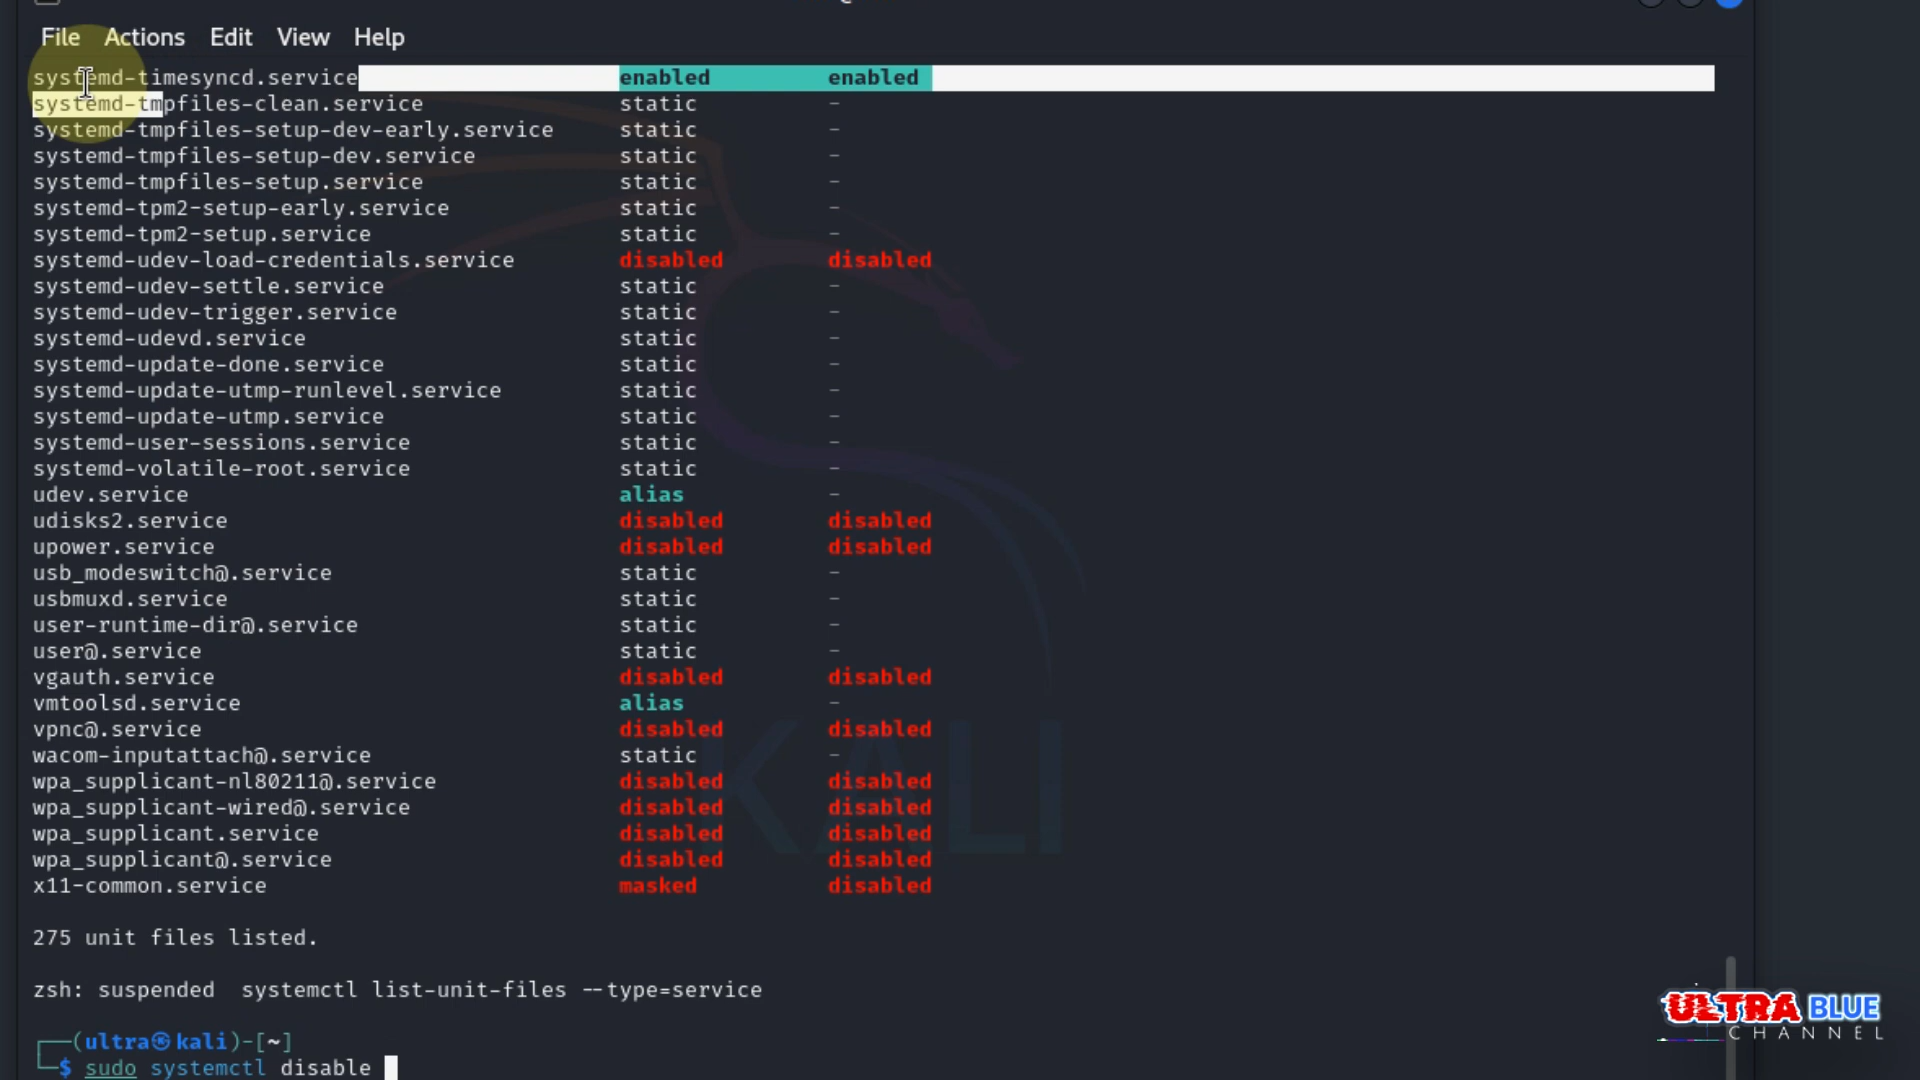 File Actions Edit View Help
systemd-timesyncd.service enabled enabled
systemd-tmpfiles-clean.service static -
systemd-tmpfiles-setup-dev-early.service static -
systemd-tmpfiles-setup-dev.service static -
systemd-tmpfiles-setup.service static -
systemd-tpm2-setup-early.service static -
systemd-tpm2-setup.service static -
systemd-udev-load-credentials.service disabled disabled
systemd-udev-settle.service static -
systemd-udev-trigger.service static -
systemd-udevd.service static -
systemd-update-done.service static -
systemd-update-utmp-runlevel.service static -
systemd-update-utmp.service static -
systemd-user-sessions.service static -
systemd-volatile-root.service static -
udev.service alias -
udisks2.service disabled disabled
upower.service disabled disabled
usb_modeswitch@.service static -
usbmuxd.service static -
user-runtime-dir@.service static -
user@.service static -
vgauth.service disabled disabled
vmtoolsd.service alias -
vpnc@.service disabled disabled
wacom-inputattach@.service static -
wpa_supplicant-nl80211@.service disabled disabled
wpa_supplicant-wired@.service disabled disabled
wpa_supplicant.service disabled disabled
wpa_supplicant@.service disabled disabled
x11-common.service masked disabled
KALI
275 unit files listed.
zsh: suspended systemctl list-unit-files --type=service
┌──(ultra㉿kali)-[~]
└─$ sudo systemctl disable
ULTRA BLUE
CHANNEL